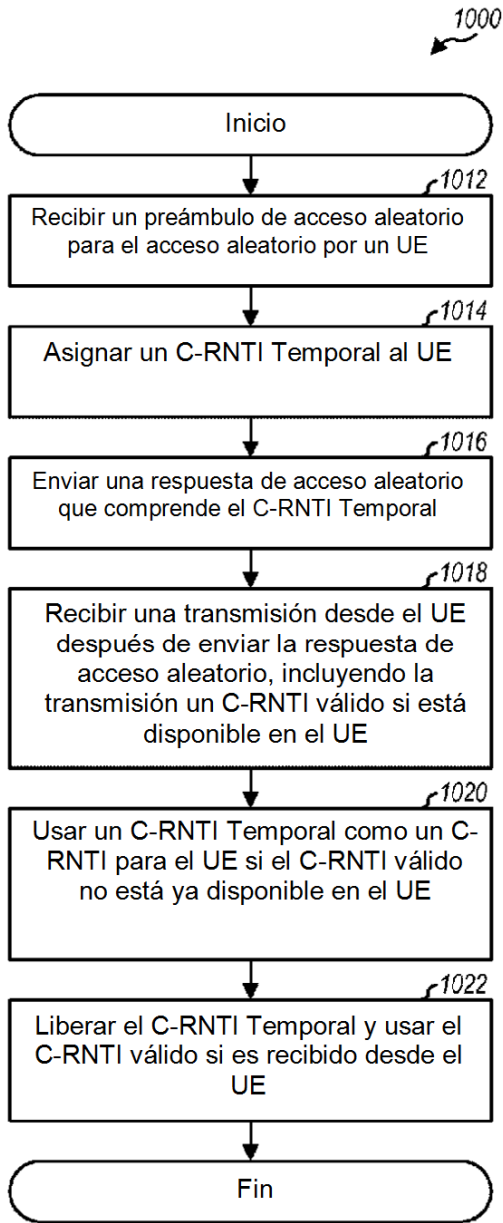 1000
Inicio
1012
Recibir un preámbulo de acceso aleatorio
para el acceso aleatorio por un UE
1014
Asignar un C-RNTI Temporal al UE
1016
Enviar una respuesta de acceso aleatorio
que comprende el C-RNTI Temporal
1018
Recibir una transmisión desde el UE
después de enviar la respuesta de
acceso aleatorio, incluyendo la
transmisión un C-RNTI válido si está
disponible en el UE
1020
Usar un C-RNTI Temporal como un C-
RNTI para el UE si el C-RNTI válido
no está ya disponible en el UE
1022
Liberar el C-RNTI Temporal y usar el
C-RNTI válido si es recibido desde el
UE
Fin